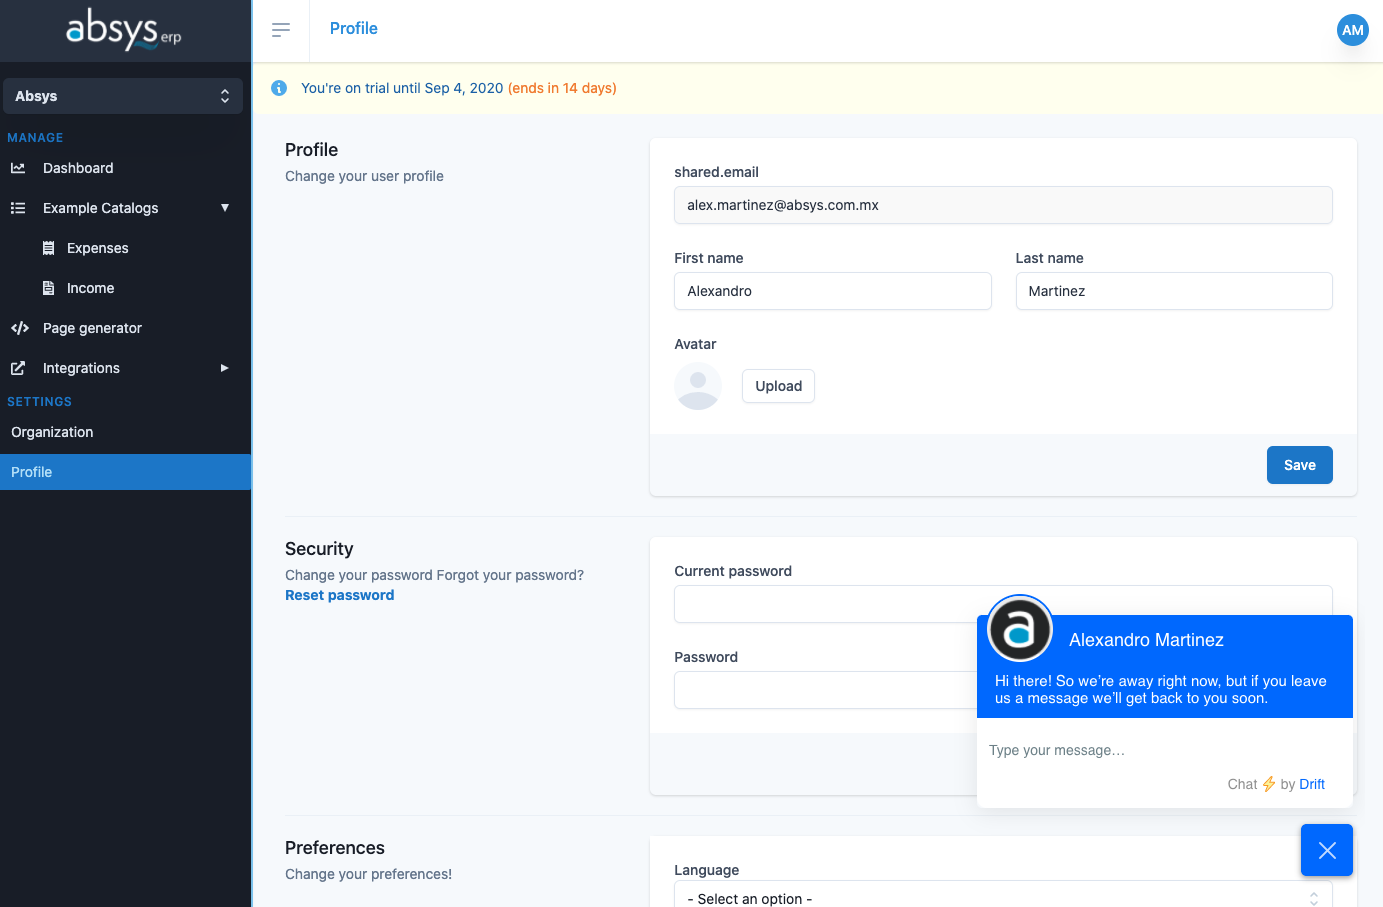 absys erp
Profile
AM
Absys
You're on trial until Sep 4, 2020 (ends in 14 days)
MANAGE
Dashboard
Example Catalogs
Expenses
Income
Page generator
Integrations
SETTINGS
Organization
Profile
Profile
Change your user profile
shared.email
alex.martinez@absys.com.mx
First name
Last name
Alexandro
Martinez
Avatar
Upload
Save
Security
Change your password Forgot your password?
Reset password
Current password
Password
a
Alexandro Martinez
Hi there! So we’re away right now, but if you leave
us a message we’ll get back to you soon.
Type your message…
Chat ⚡ by Drift
Preferences
Change your preferences!
Language
- Select an option -